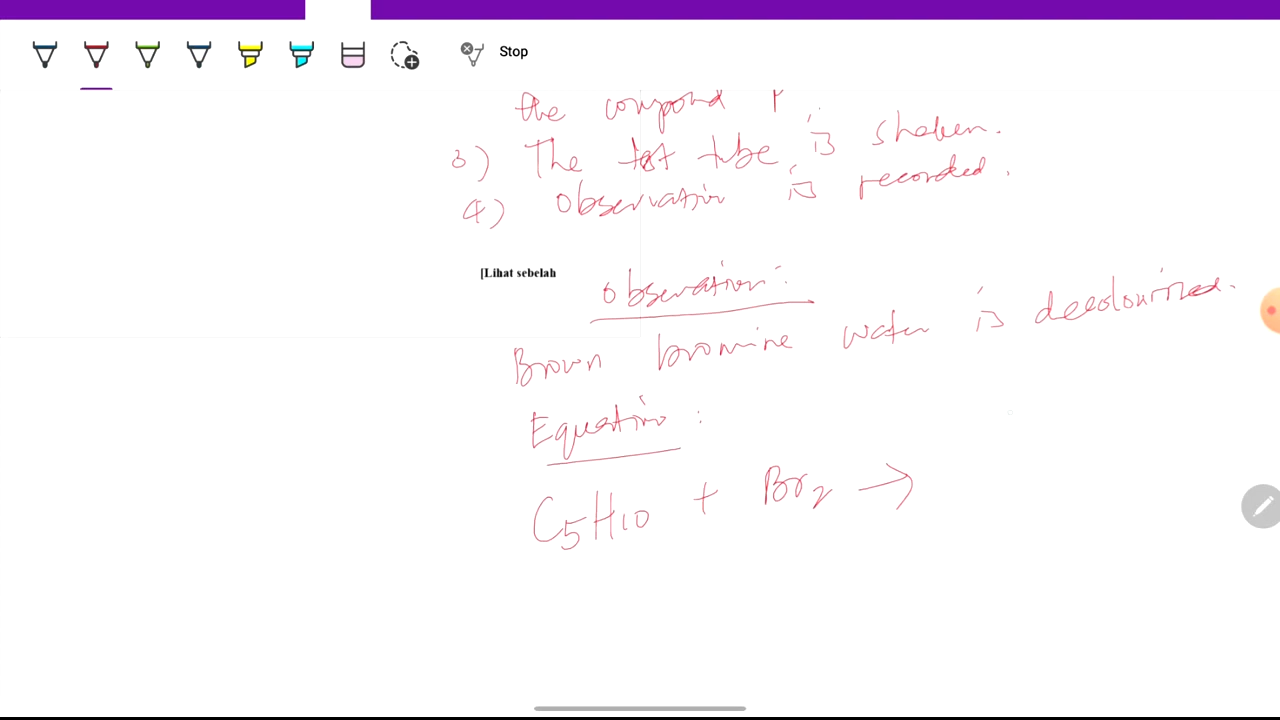 Stop
the compound P
3) The test tube is shaken.
4) Observation is recorded.
[Lihat sebelah
Observation:
Brown bromine water is decolourized.
Equation:
C5H10 + Br2 →